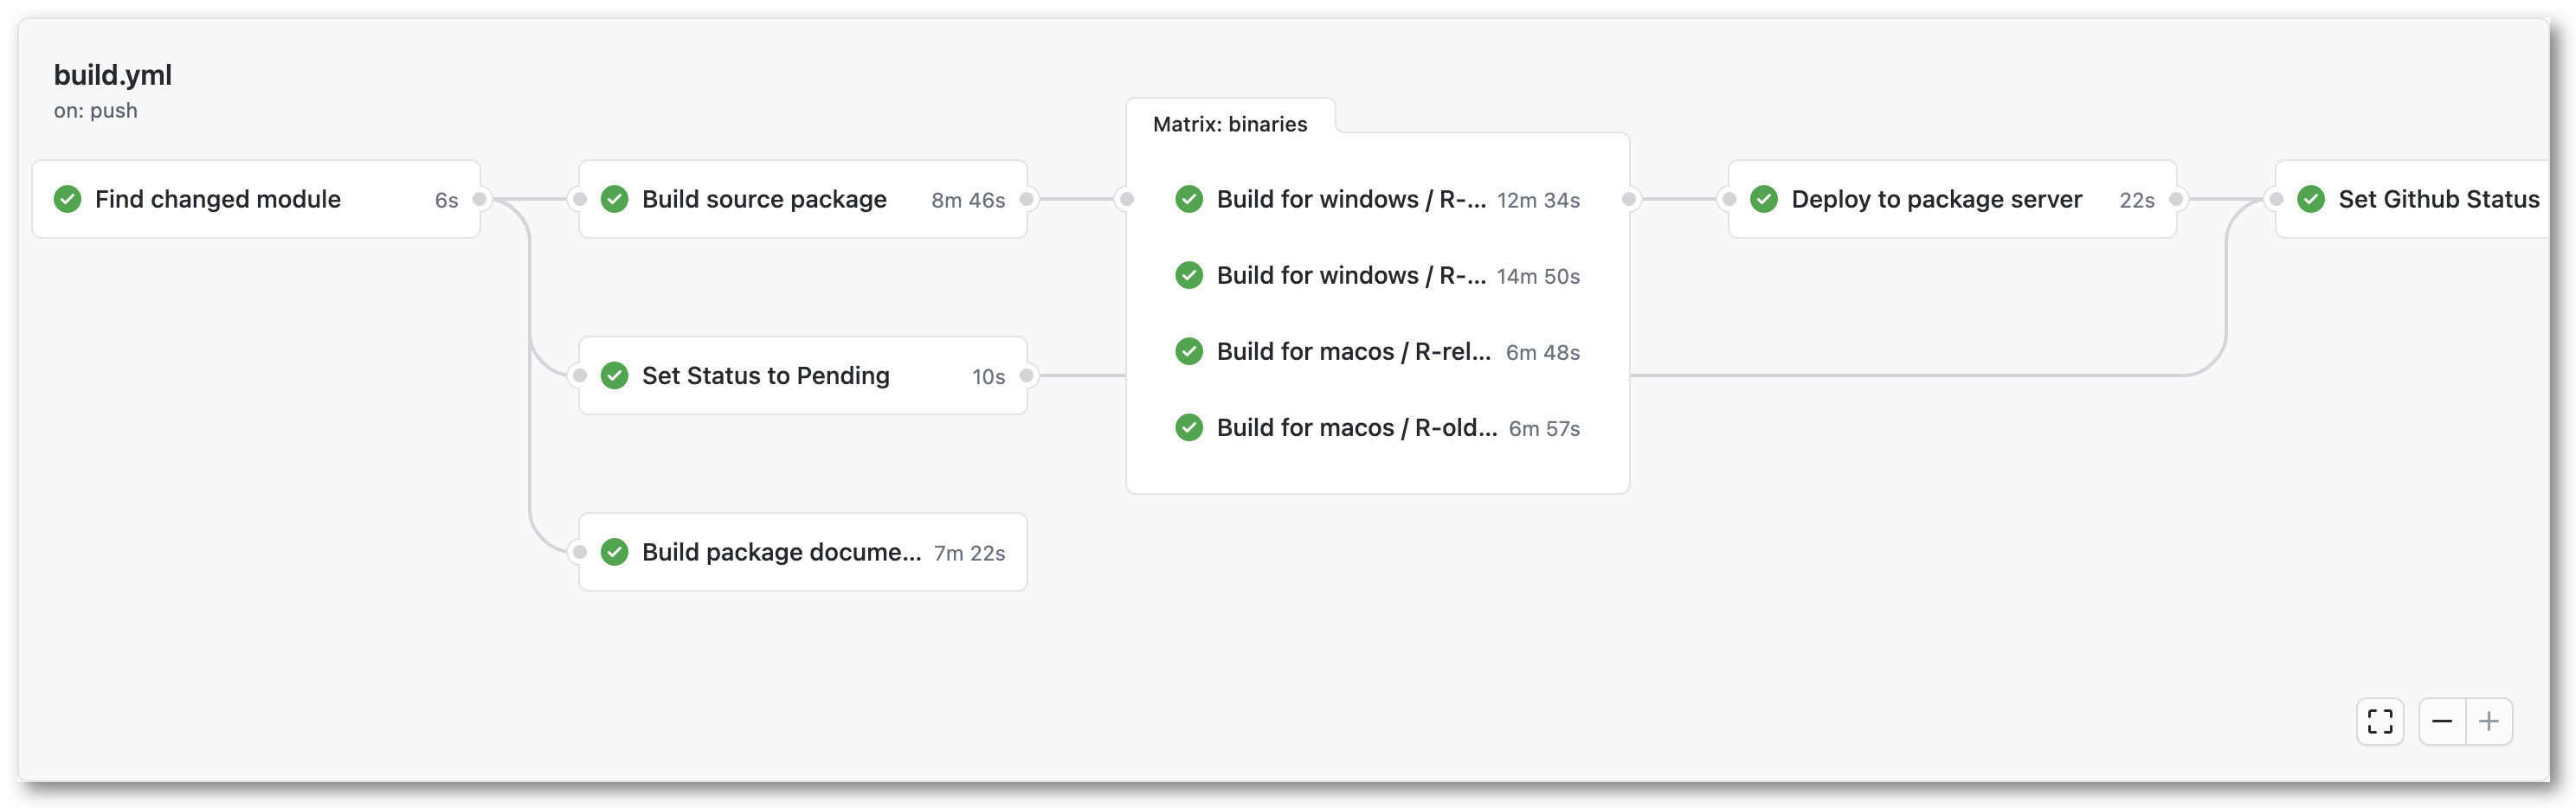 build.yml
on: push
Find changed module 6s
Build source package 8m 46s
Set Status to Pending 10s
Build package docume... 7m 22s
Matrix: binaries
Build for windows / R-... 12m 34s
Build for windows / R-... 14m 50s
Build for macos / R-rel... 6m 48s
Build for macos / R-old... 6m 57s
Deploy to package server 22s
Set Github Status